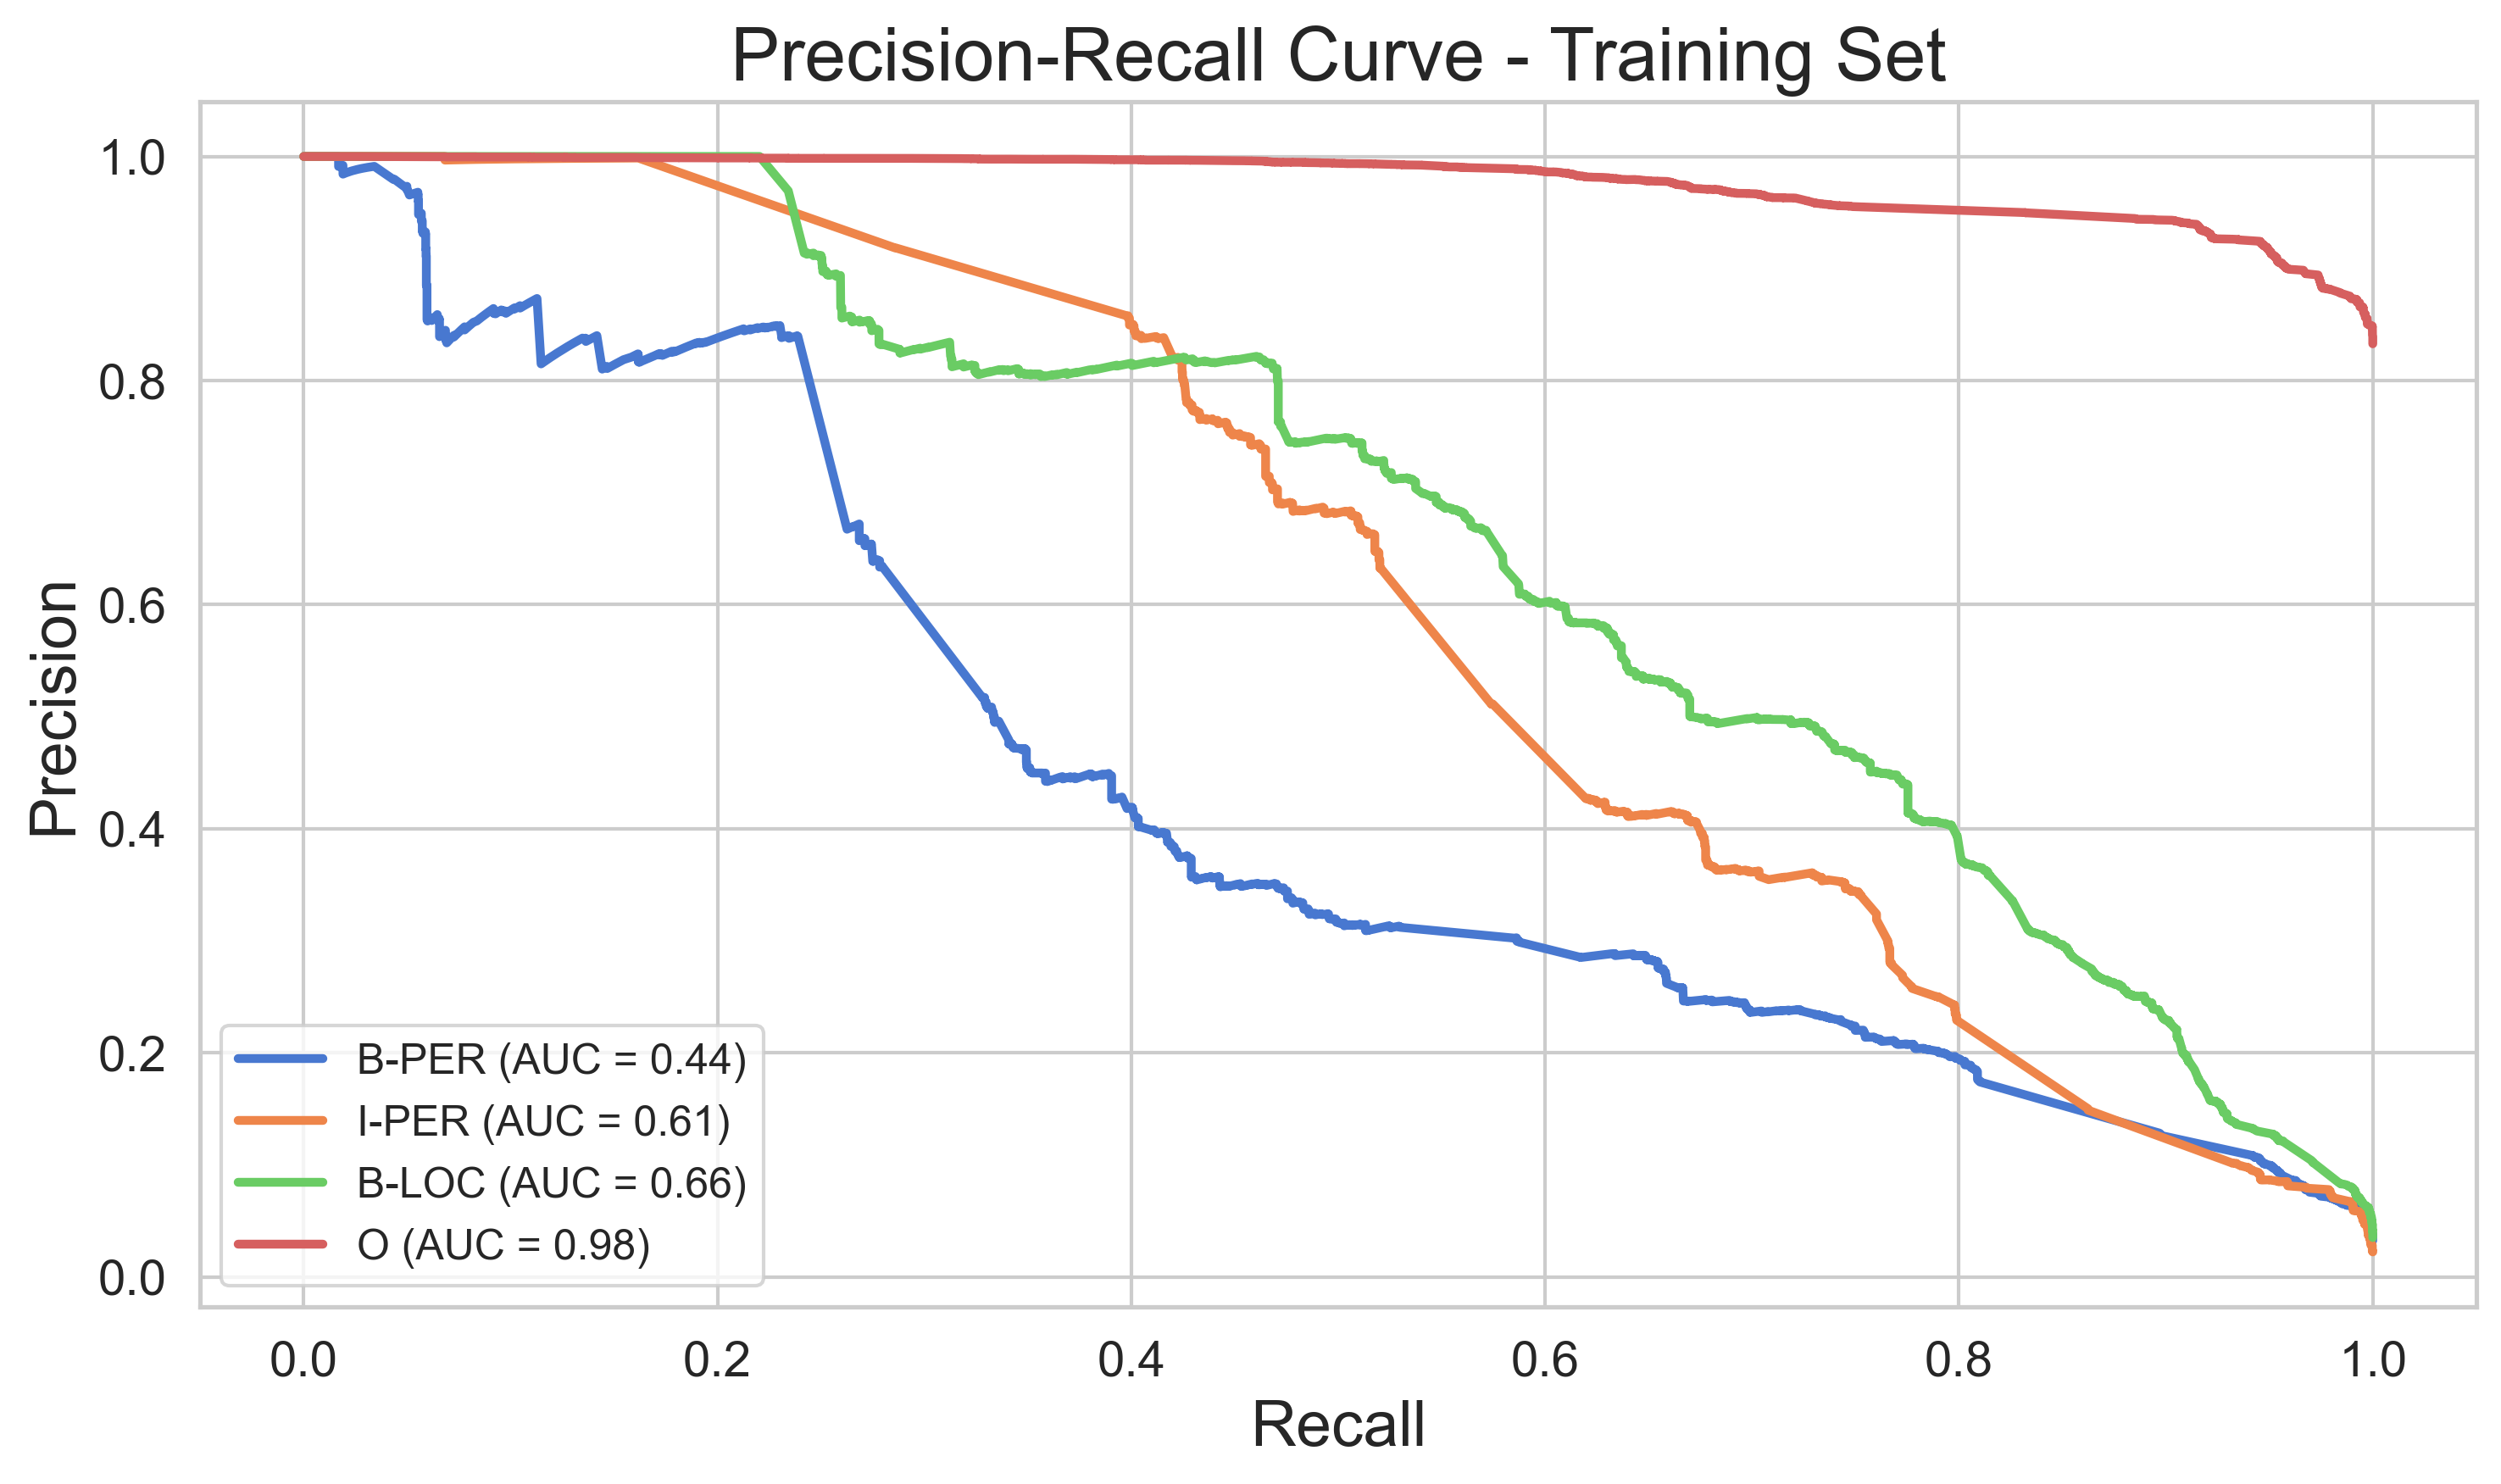 Precision-Recall Curve - Training Set
Precision
1.0
0.8
0.6
0.4
0.2
0.0
B-PER (AUC = 0.44)
I-PER (AUC = 0.61)
B-LOC (AUC = 0.66)
O (AUC = 0.98)
0.0 0.2 0.4 0.6 0.8 1.0
Recall